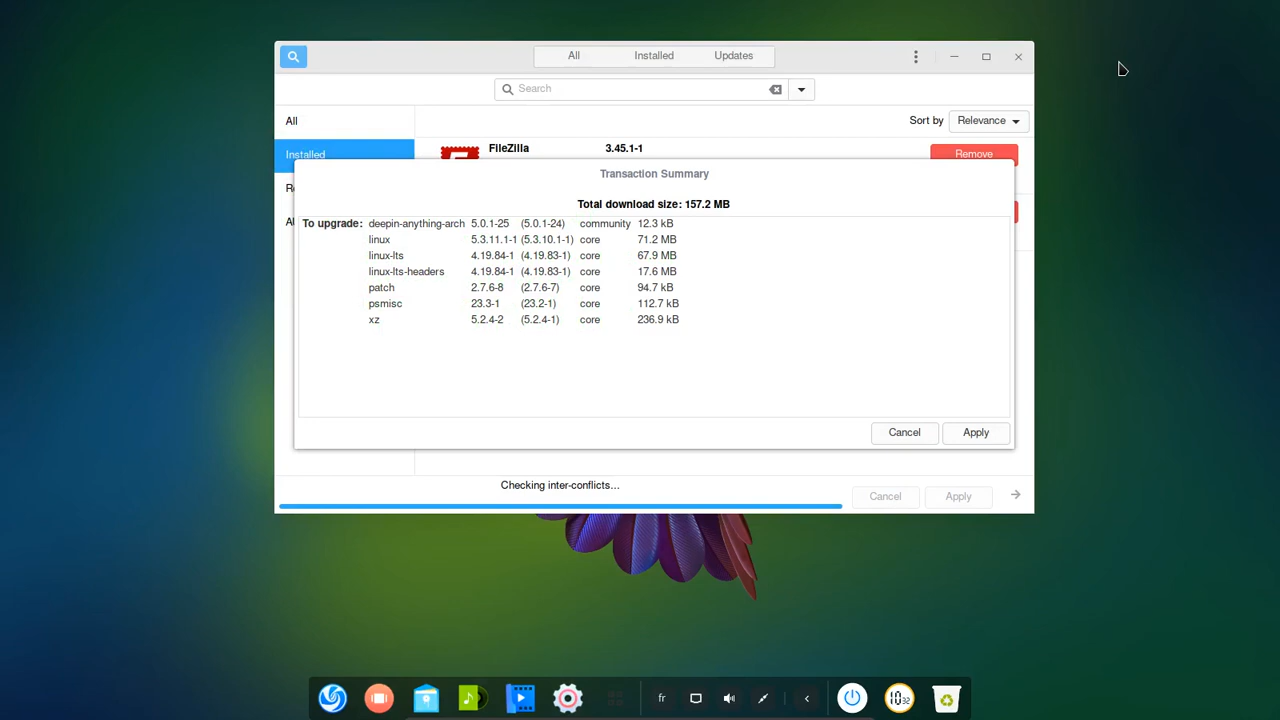 All Installed Updates
Search
All
Sort by Relevance
Installed
FileZilla 3.45.1-1 Remove
Transaction Summary
Total download size: 157.2 MB
To upgrade: deepin-anything-arch 5.0.1-25 (5.0.1-24) community 12.3 kB
linux 5.3.11.1-1 (5.3.10.1-1) core 71.2 MB
linux-lts 4.19.84-1 (4.19.83-1) core 67.9 MB
linux-lts-headers 4.19.84-1 (4.19.83-1) core 17.6 MB
patch 2.7.6-8 (2.7.6-7) core 94.7 kB
psmisc 23.3-1 (23.2-1) core 112.7 kB
xz 5.2.4-2 (5.2.4-1) core 236.9 kB
Cancel Apply
Checking inter-conflicts...
Cancel Apply
fr
10 32